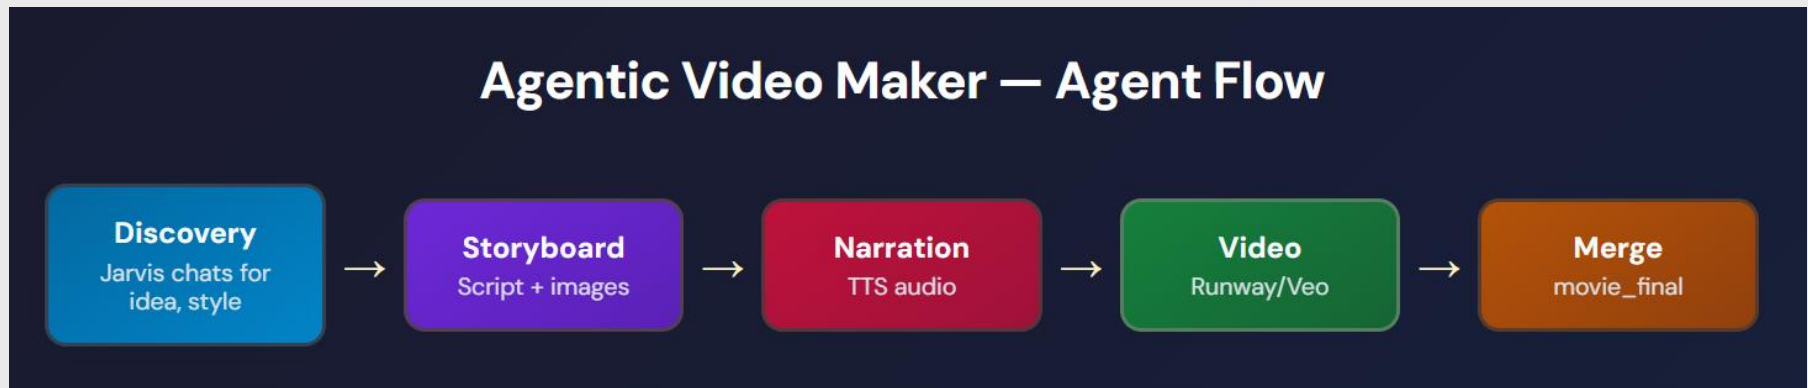 Agentic Video Maker — Agent Flow
Discovery
Jarvis chats for
idea, style
→
Storyboard
Script + images
→
Narration
TTS audio
→
Video
Runway/Veo
→
Merge
movie_final